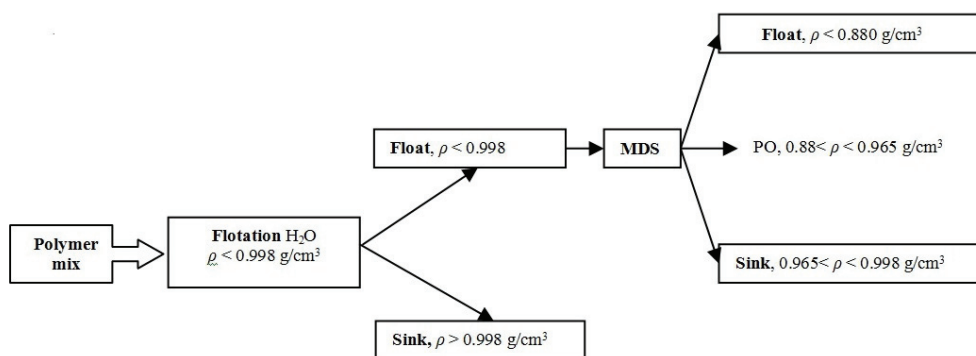 Polymer
mix
Flotation H₂O
ρ < 0.998 g/cm³
Float, ρ < 0.998
Sink, ρ > 0.998 g/cm³
MDS
Float, ρ < 0.880 g/cm³
PO, 0.88< ρ < 0.965 g/cm³
Sink, 0.965< ρ < 0.998 g/cm³